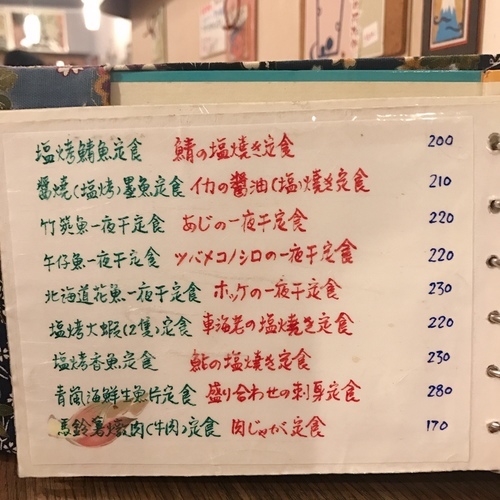 塩烤鯖魚定食 鯖の塩焼き定食 200
醬燒(塩烤)墨魚定食 イカの醤油(塩)焼き定食 210
竹筴魚一夜干定食 あじの一夜干定食 220
午仔魚一夜干定食 ツバメコノシロの一夜干定食 220
北海道花魚一夜干定食 ホッケの一夜干定食 230
塩烤大蝦(2隻)定食 車海老の塩焼き定食 220
塩烤香魚定食 鮎の塩焼き定食 230
青嵐海鮮生魚片定食 盛り合わせの刺身定食 280
馬鈴薯燉肉(牛肉)定食 肉じゃが定食 170